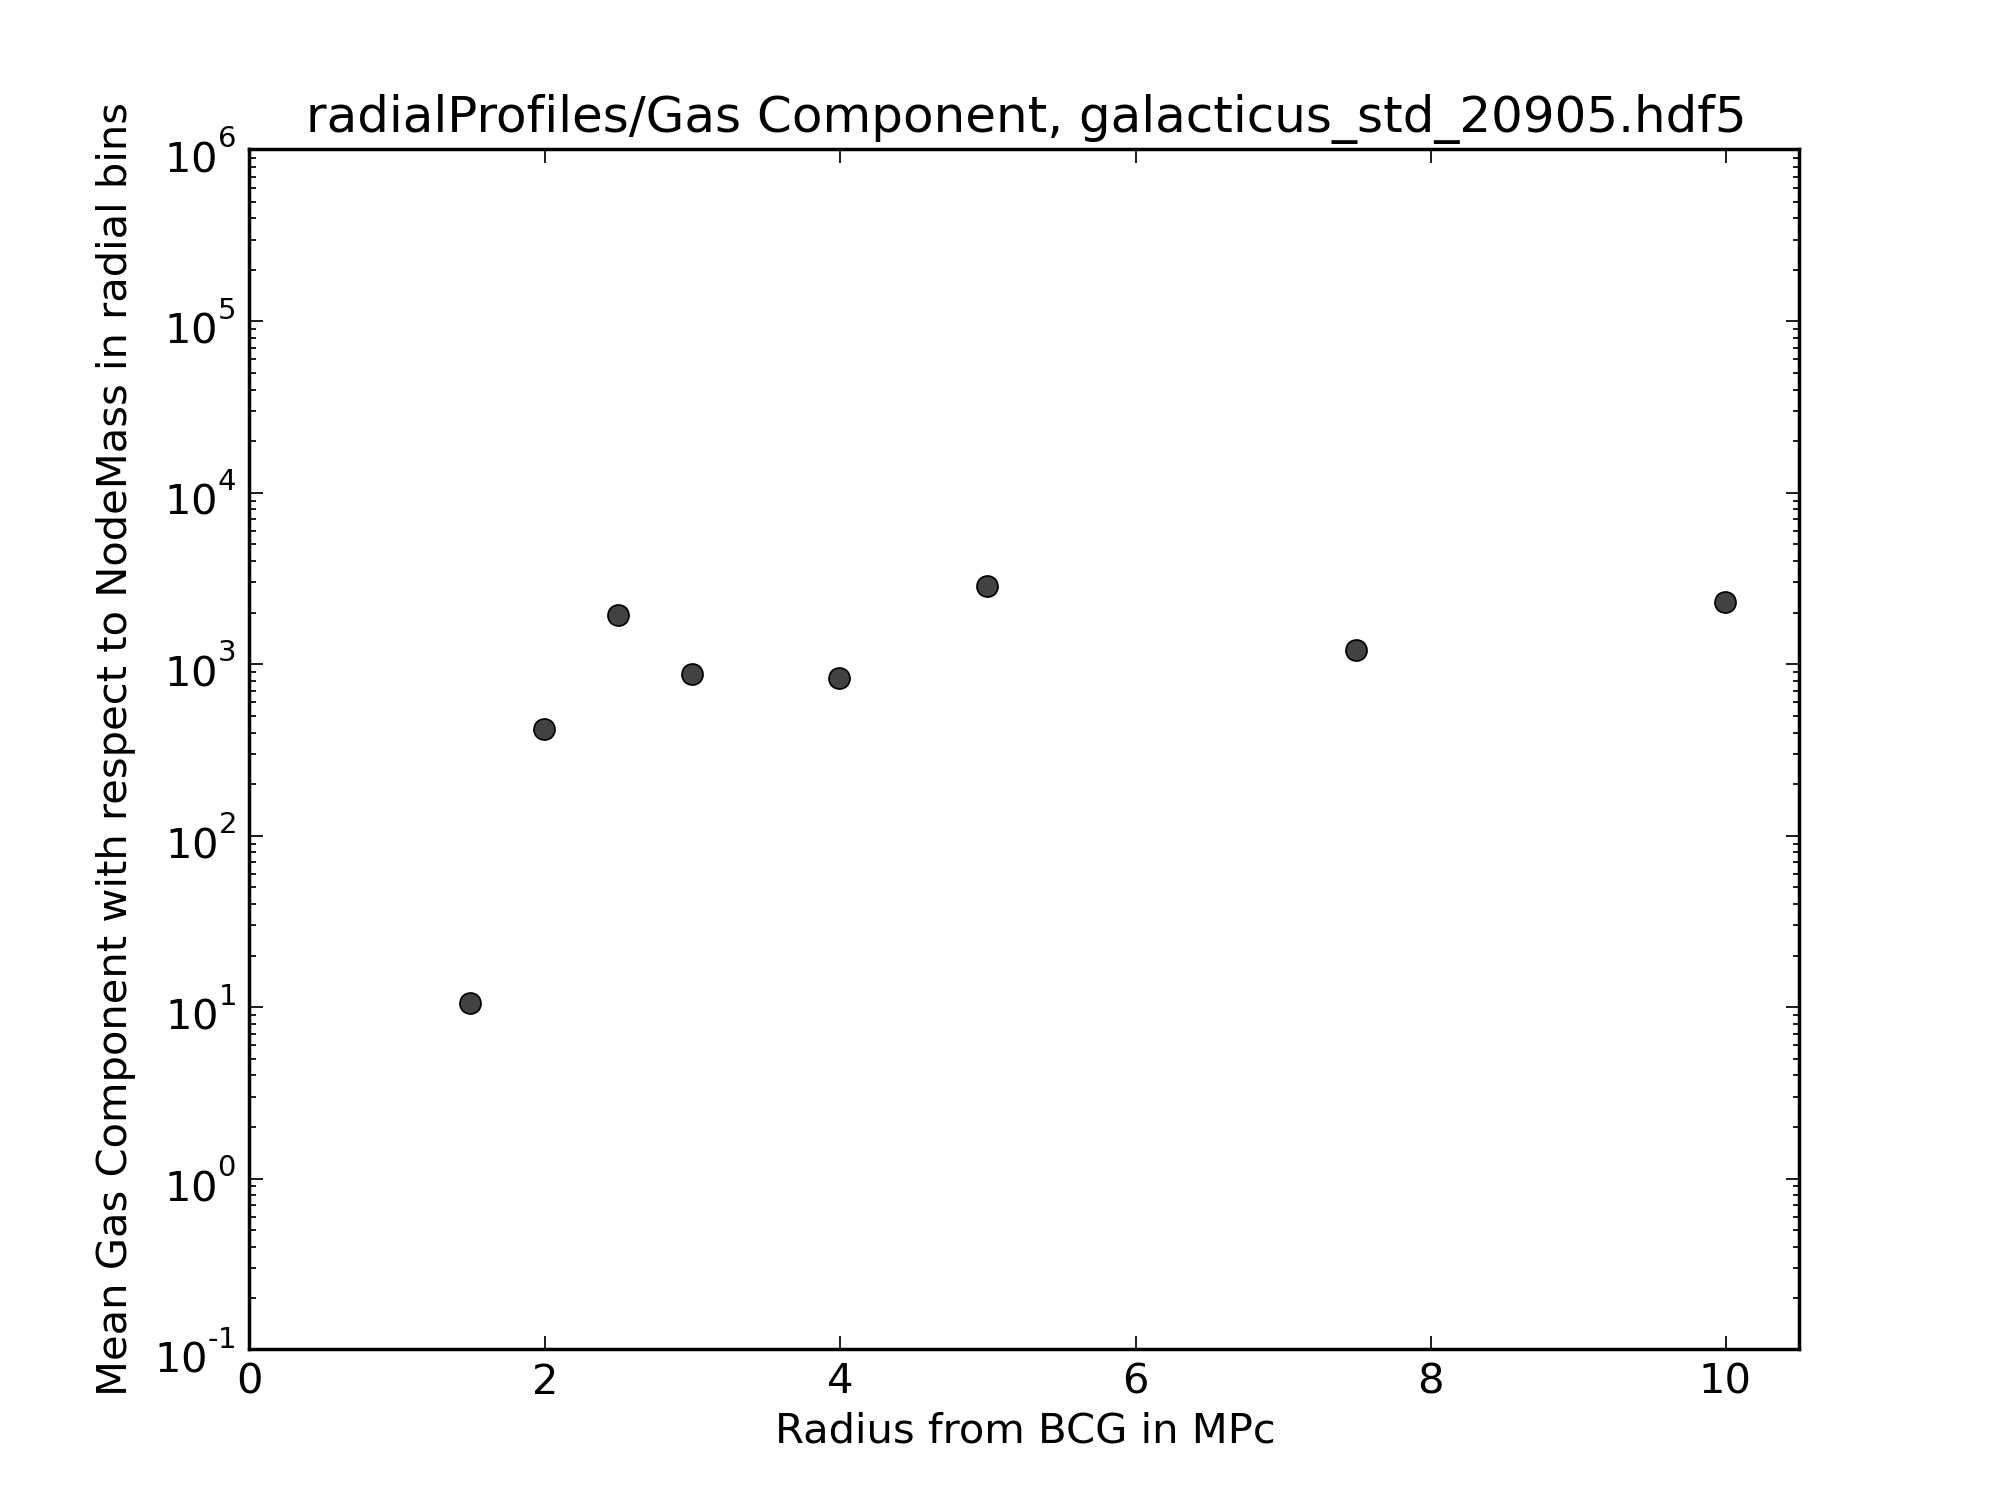 radialProfiles/Gas Component, galacticus_std_20905.hdf5
Mean Gas Component with respect to NodeMass in radial bins
10^6
10^5
10^4
10^3
10^2
10^1
10^0
10^-1
0 2 4 6 8 10
Radius from BCG in MPc